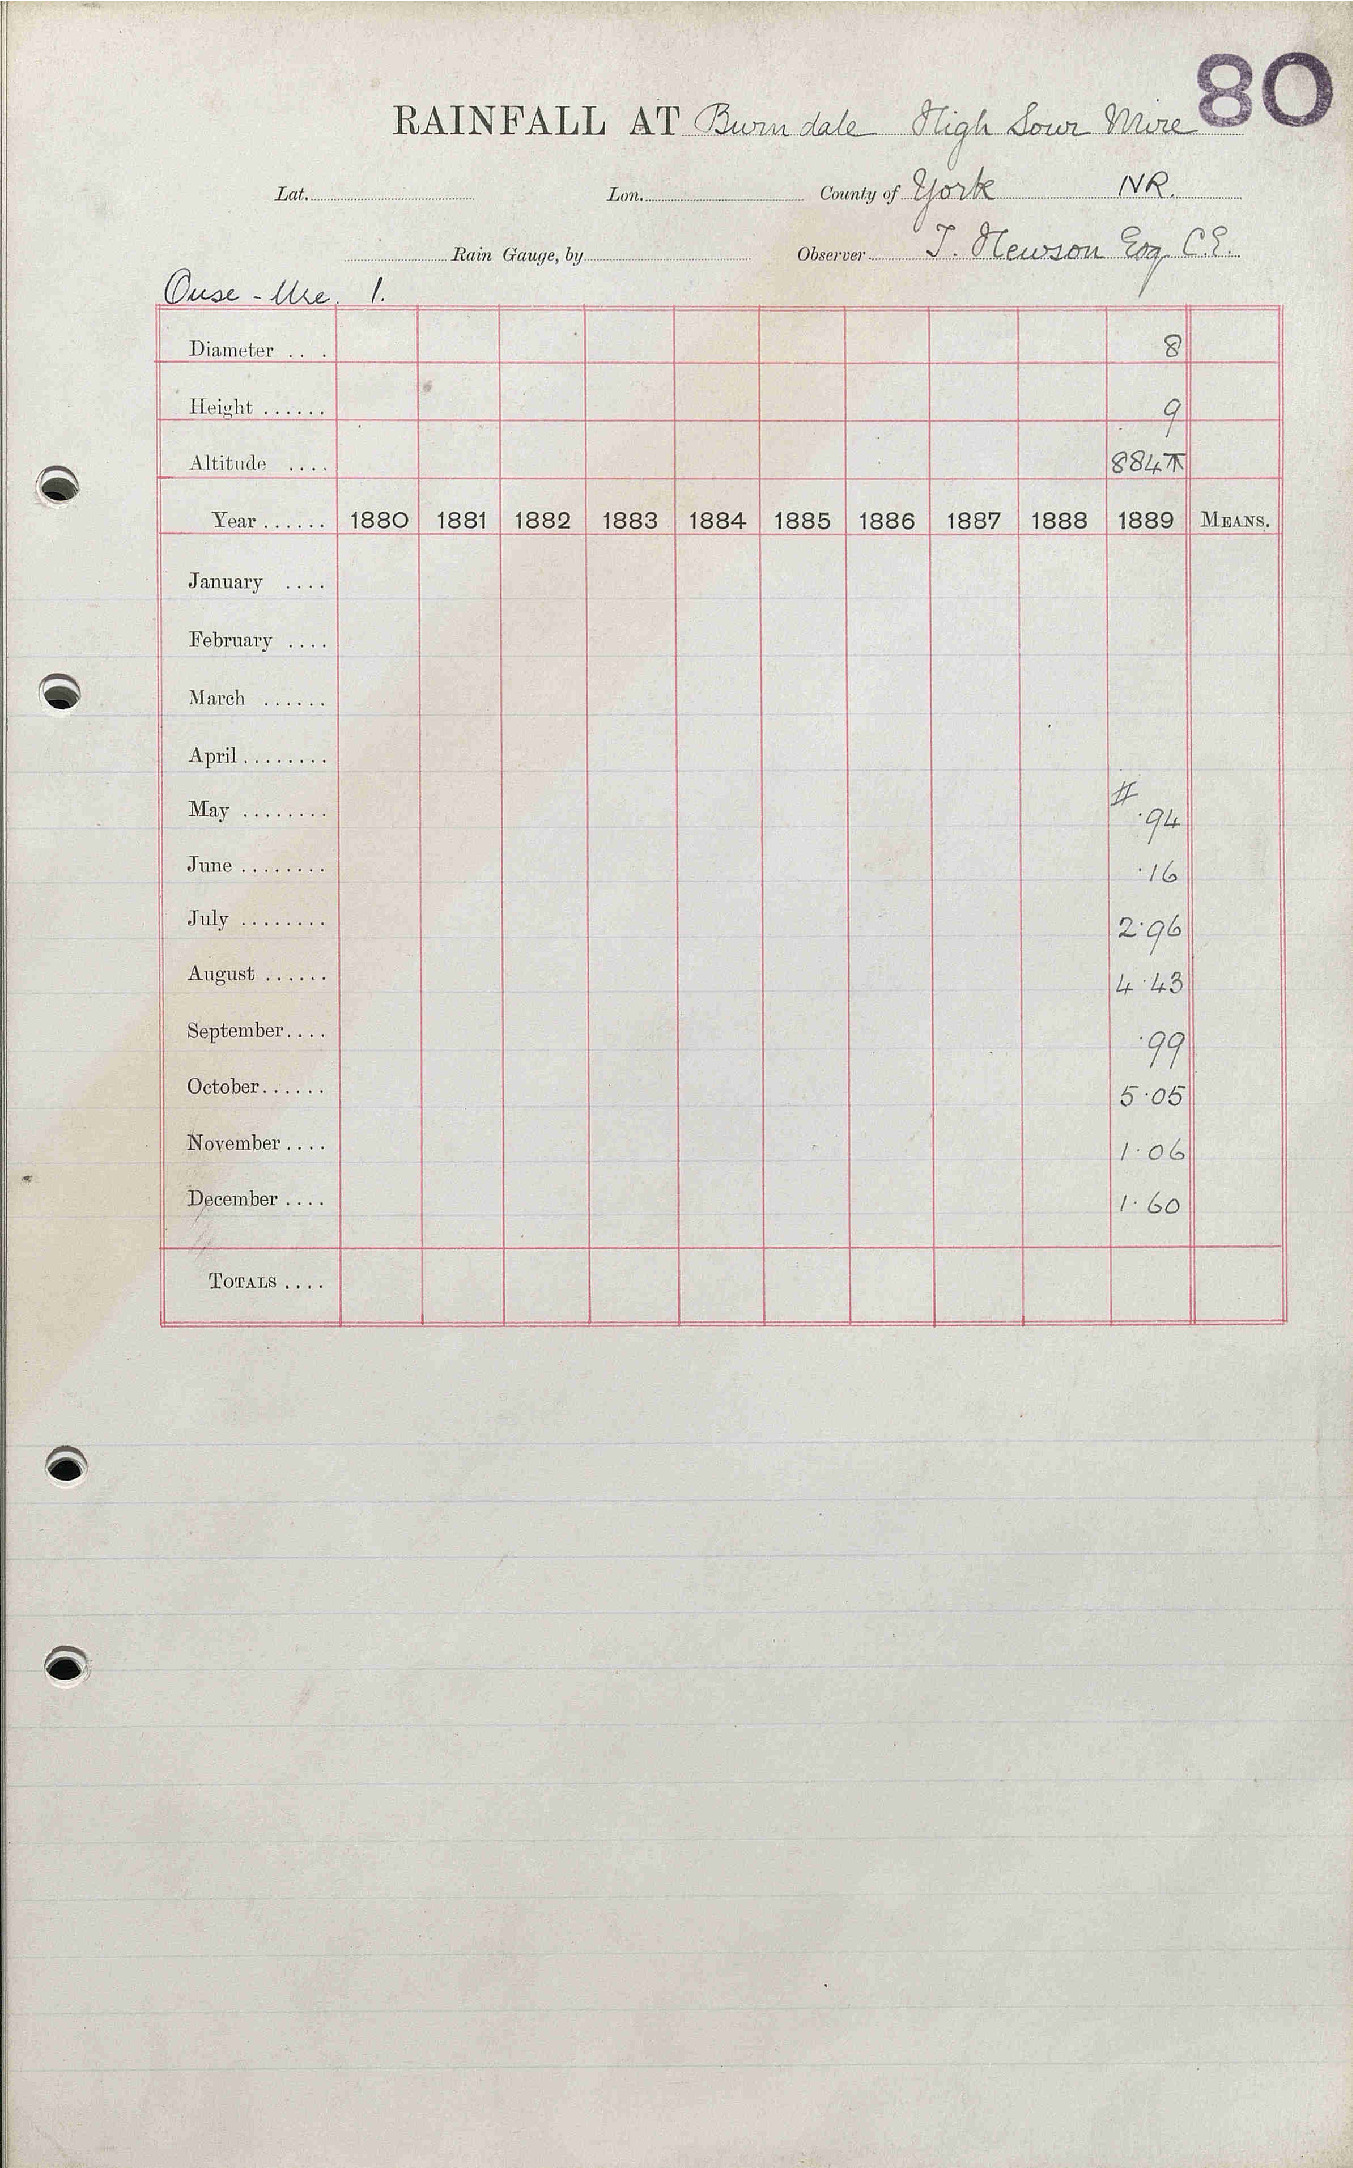 80
RAINFALL AT Burn dale High Sour Mire
Lat. Lon. County of York NR.
Rain Gauge, by Observer T. Hewson Esq C.E.
Ouse - Ure. 1.
Diameter . . . 8
Height ...... 9
Altitude .... 884
Year ...... 1880 1881 1882 1883 1884 1885 1886 1887 1888 1889 MEANS.
January ....
February ....
March ......
April ........
#
May ........ ·94
June ........ ·16
July ........ 2·96
August ...... 4·43
September .... ·99
October ...... 5·05
November .... 1·06
December .... 1·60
TOTALS ....